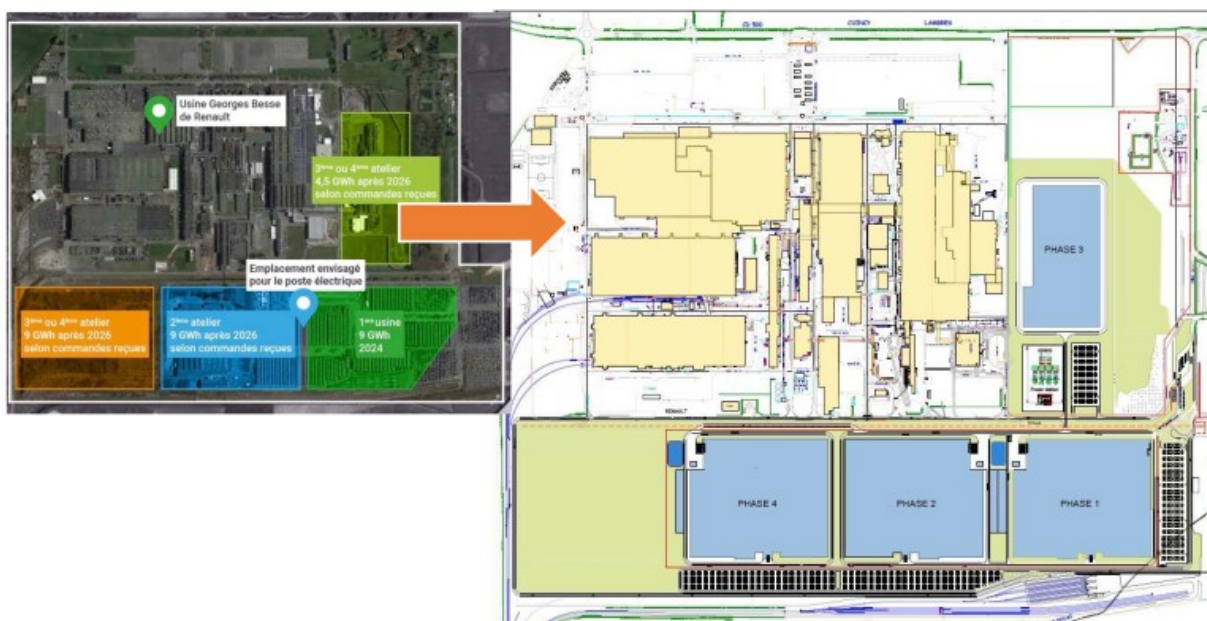 CD 500 CUINCY LAMBRES
Usine Georges Besse
de Renault
3ème ou 4ème atelier
4,5 GWh après 2026
selon commandes reçues
Emplacement envisagé
pour le poste électrique
3ème ou 4ème atelier
9 GWh après 2026
selon commandes reçues
2ème atelier
9 GWh après 2026
selon commandes reçues
1ère usine
9 GWh
2024
PHASE 3
RENAULT
PHASE 4
PHASE 2
PHASE 1